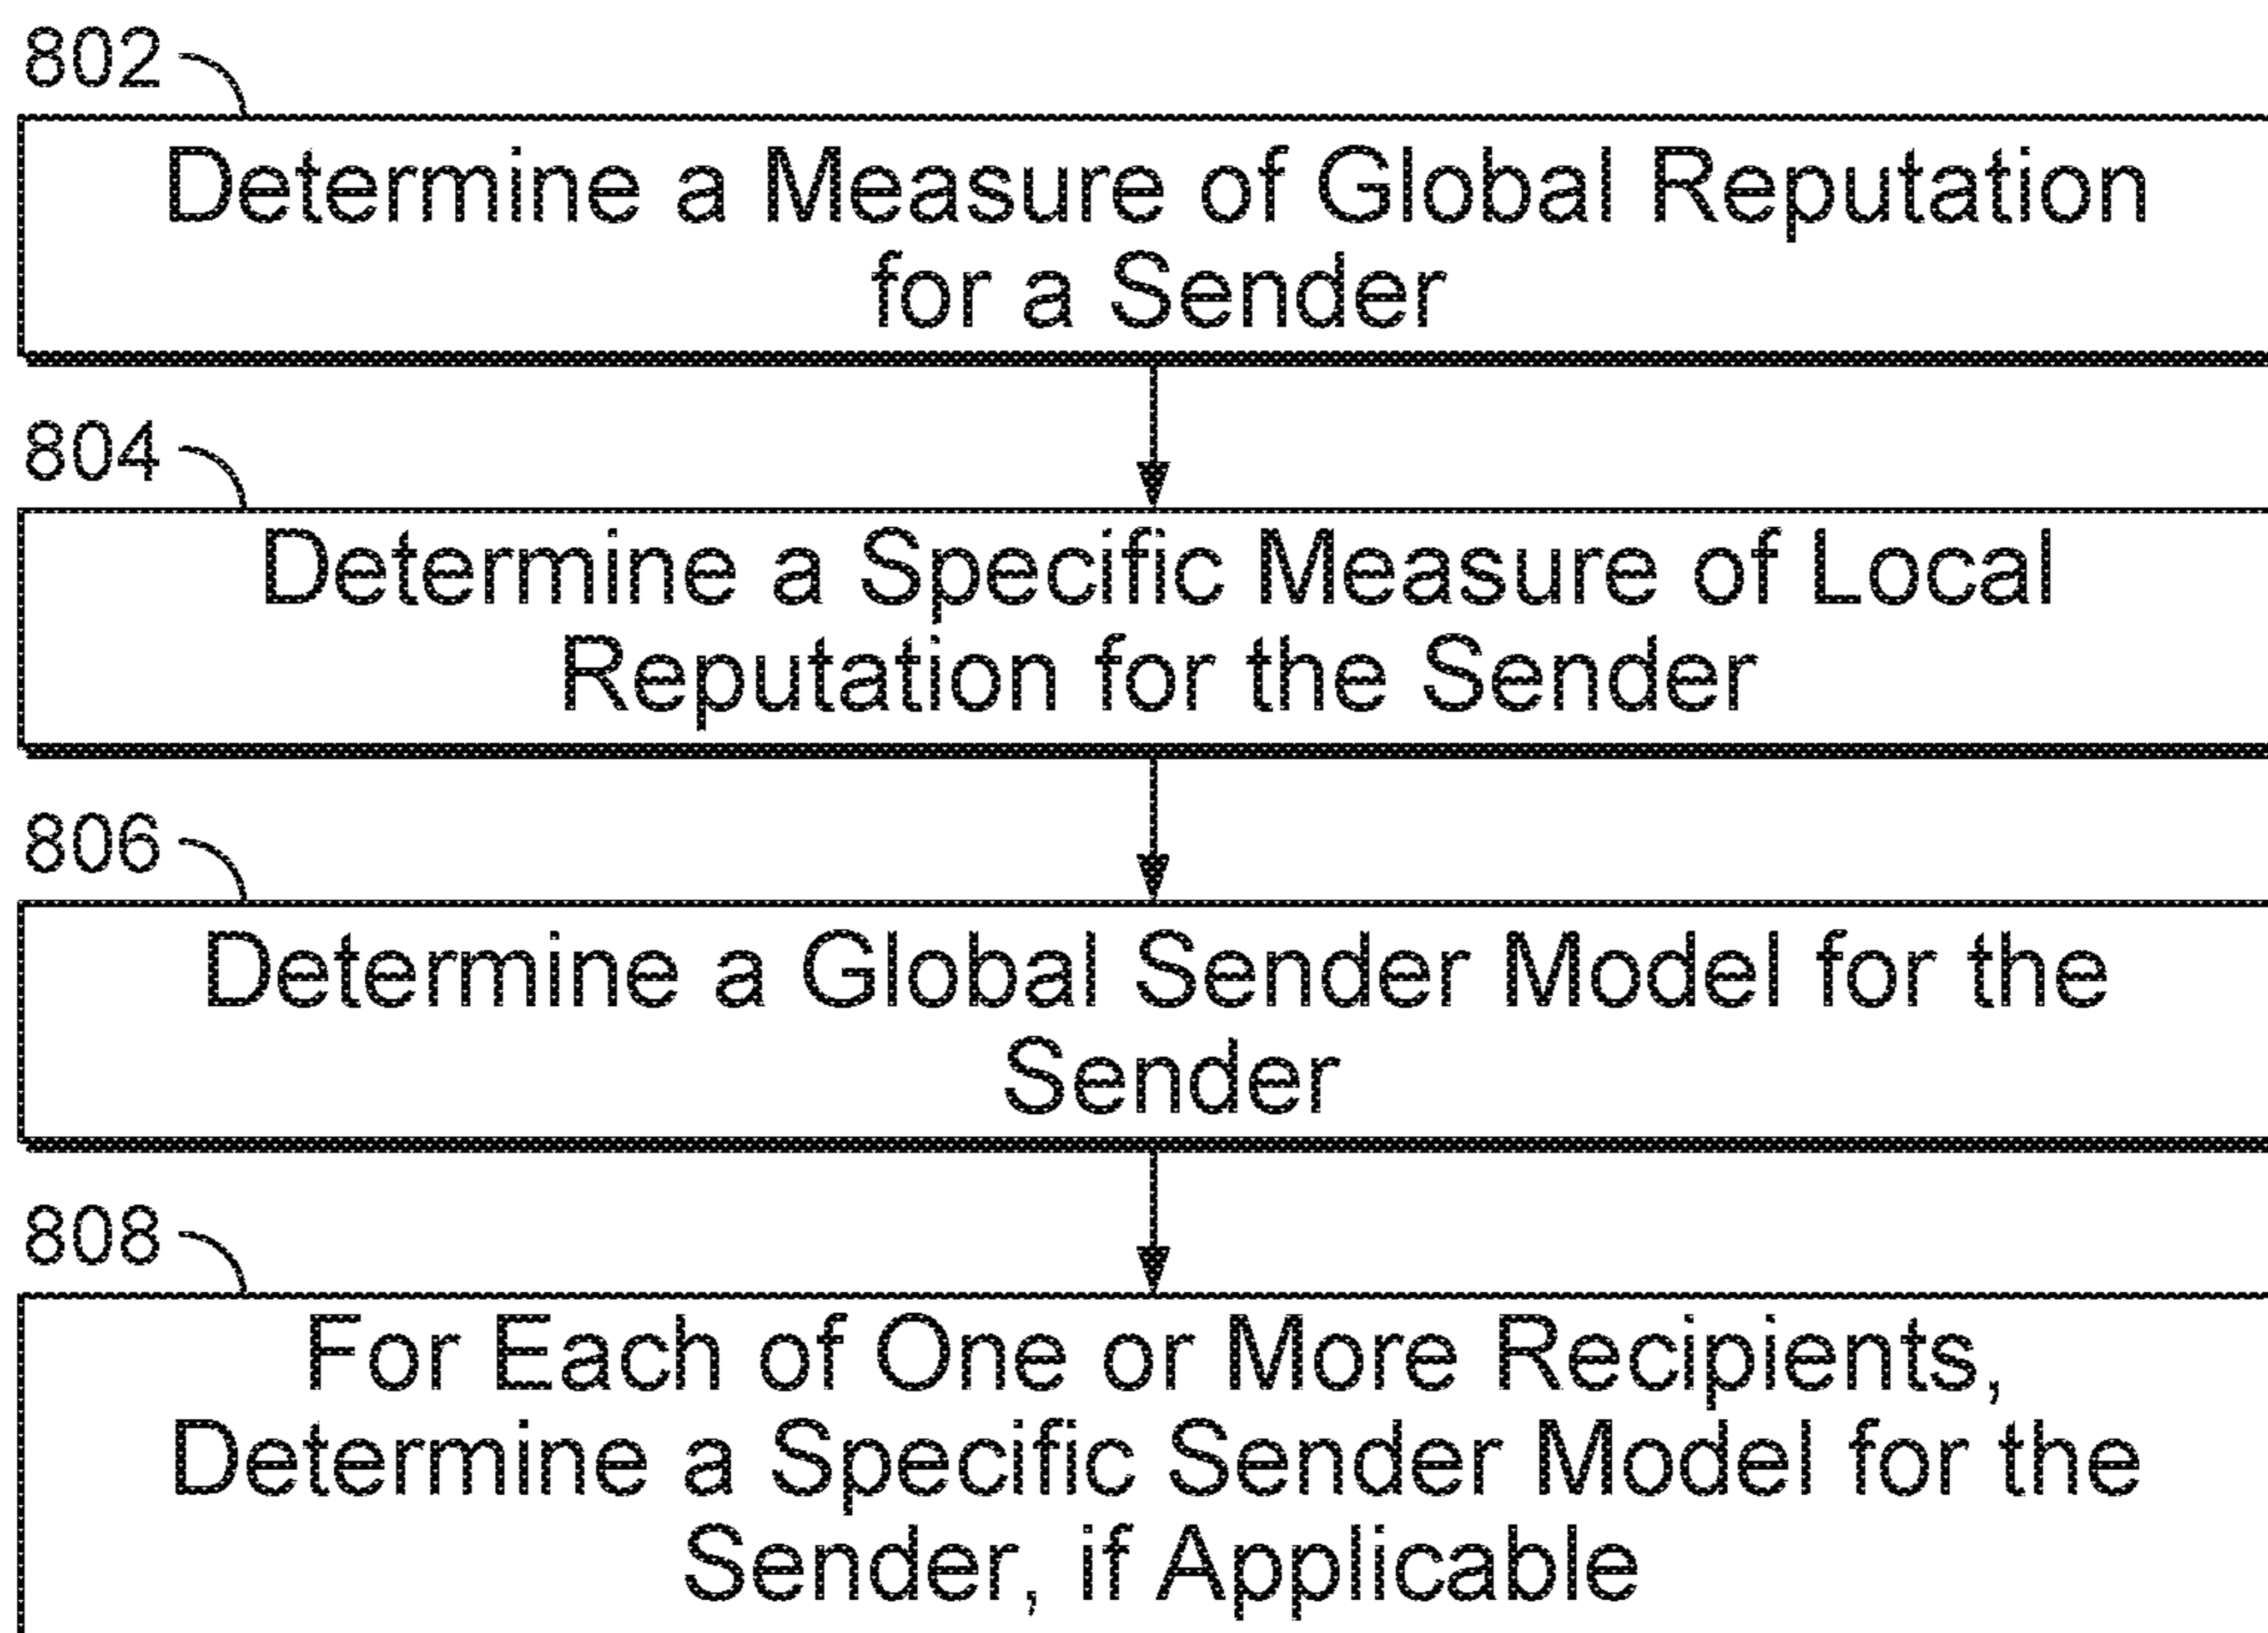 802
Determine a Measure of Global Reputation
for a Sender
804
Determine a Specific Measure of Local
Reputation for the Sender
806
Determine a Global Sender Model for the
Sender
808
For Each of One or More Recipients,
Determine a Specific Sender Model for the
Sender, if Applicable